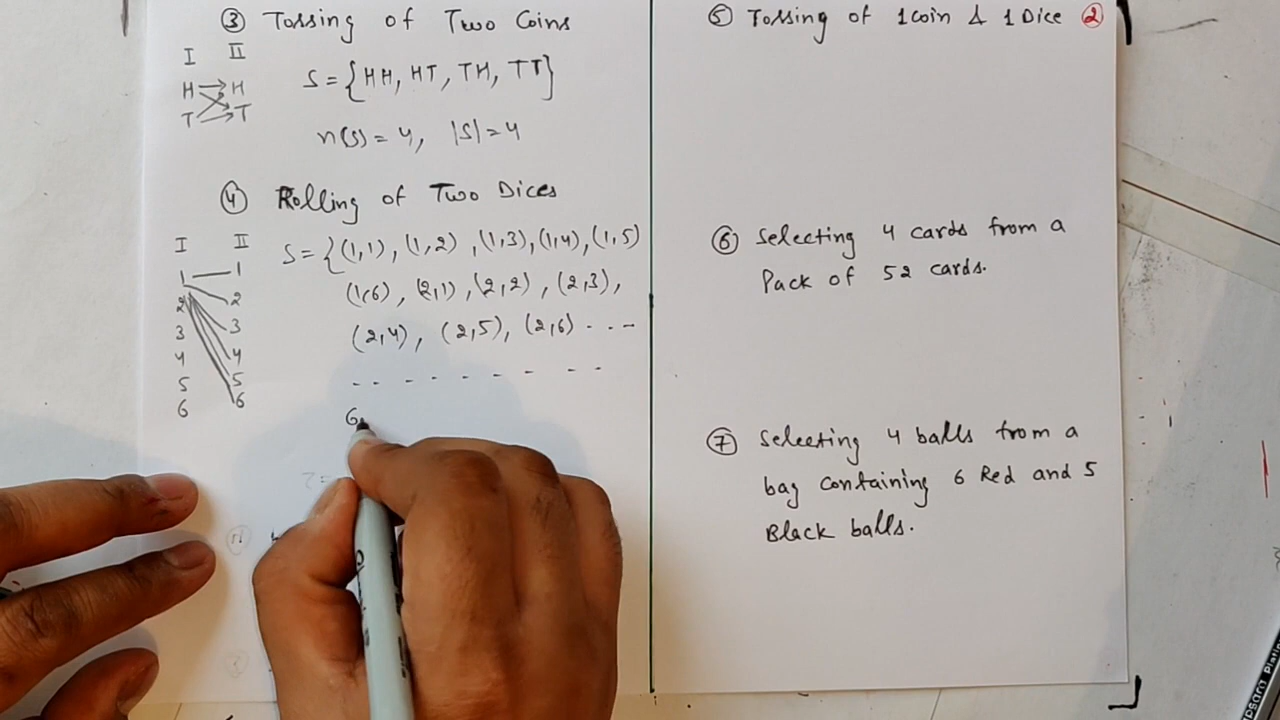 ③ Tossing of Two Coins
I II
H H
T T
S = {HH, HT, TH, TT}
n(S) = 4, |S| = 4
④ Rolling of Two Dices
I II
1 1
2 2
3 3
4 4
5 5
6 6
S = {(1,1), (1,2), (1,3), (1,4), (1,5)
(1,6), (2,1), (2,2), (2,3),
(2,4), (2,5), (2,6) . . . -
- - - - - - - - -
6
⑤ Tossing of 1 Coin & 1 Dice ②
⑥ Selecting 4 cards from a
Pack of 52 cards.
⑦ Selecting 4 balls from a
bag containing 6 Red and 5
Black balls.